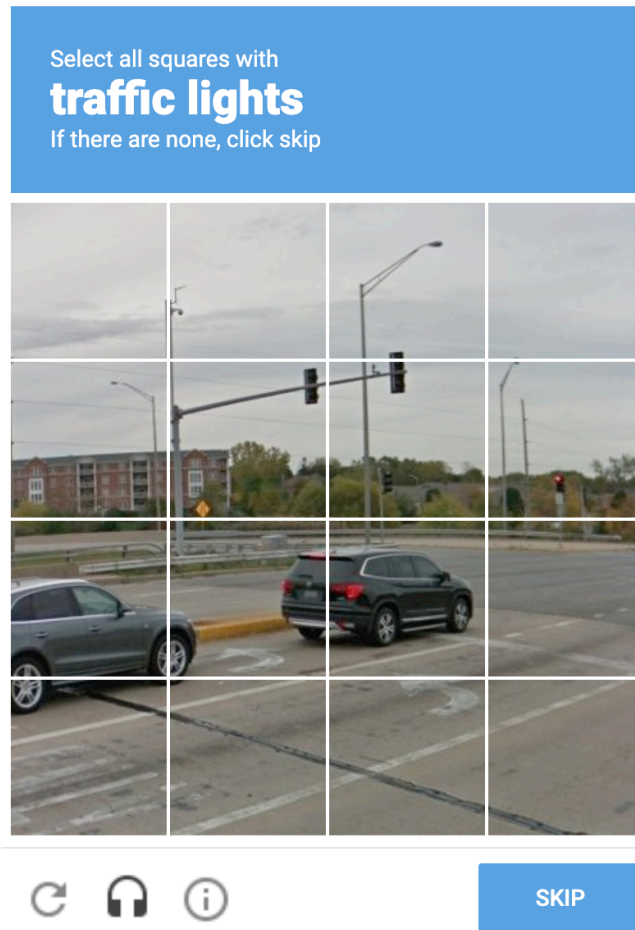 Select all squares with
traffic lights
If there are none, click skip
SKIP